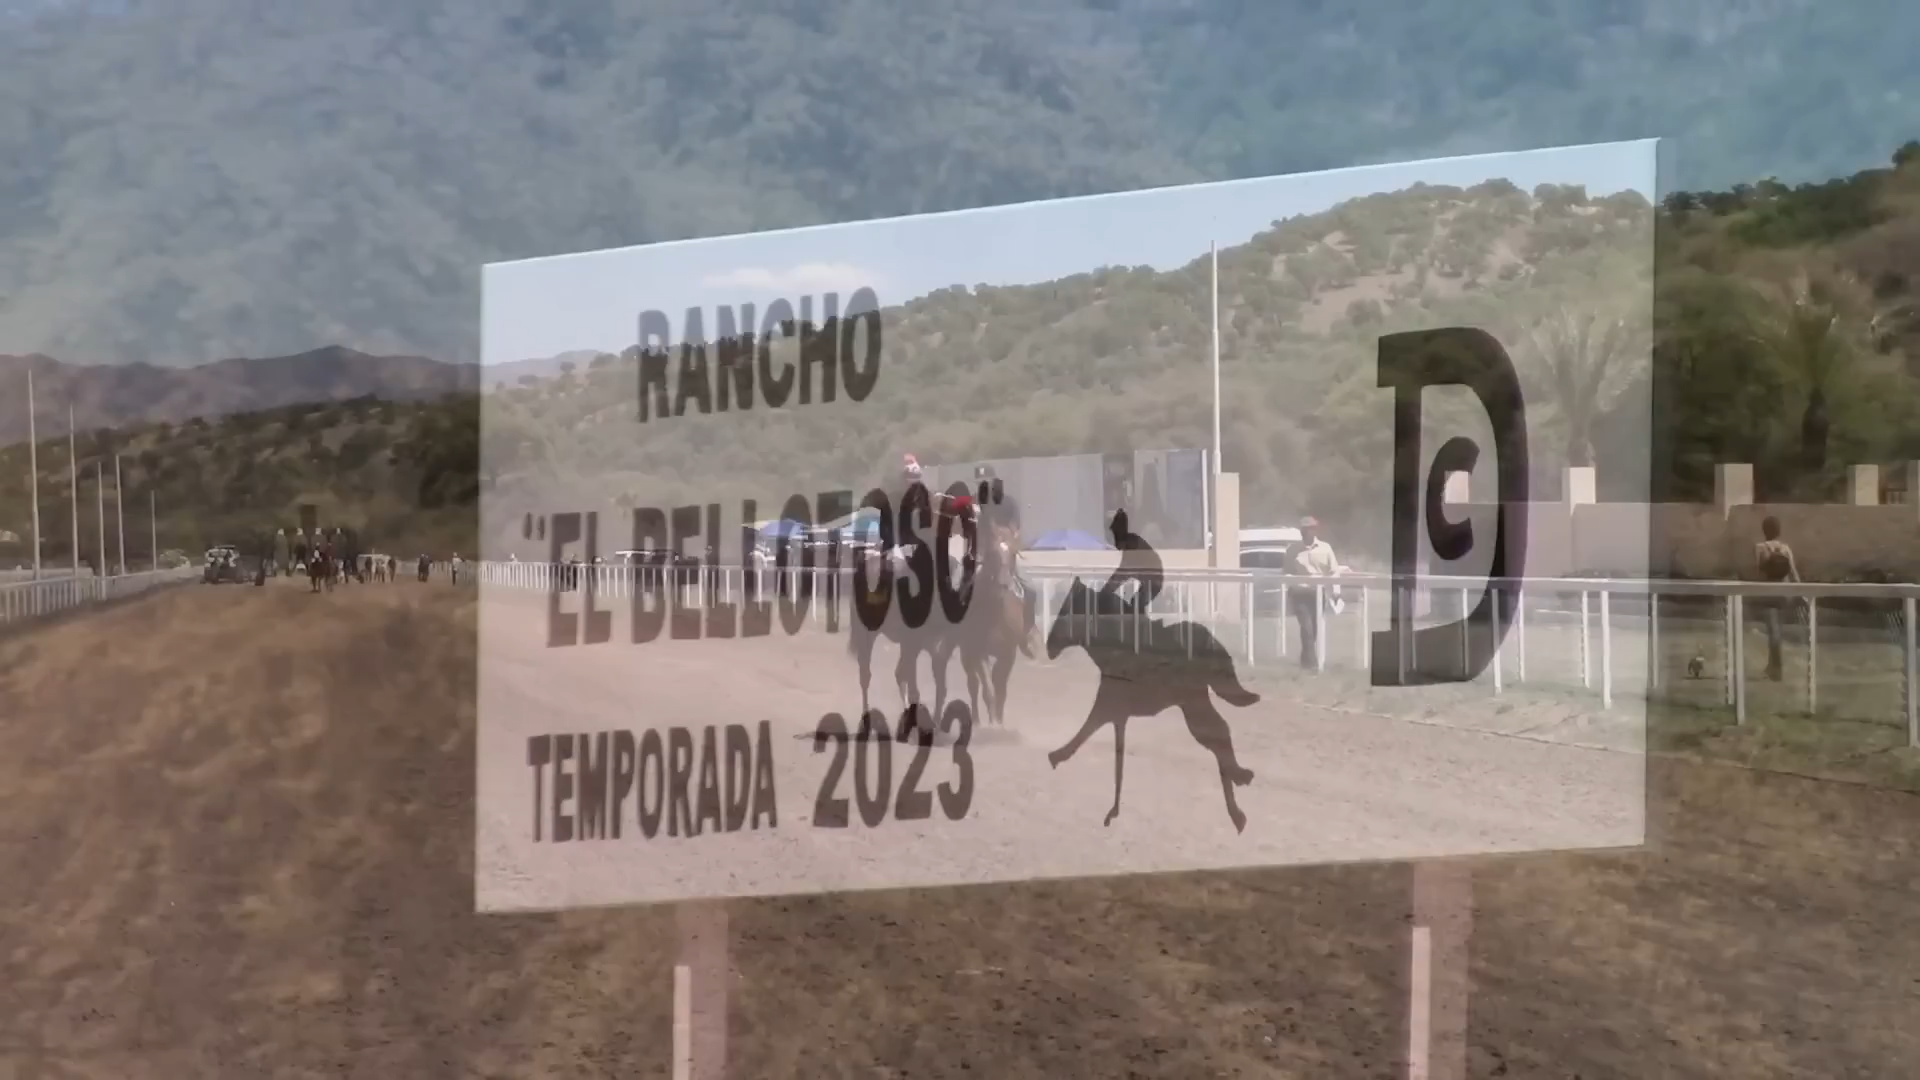 RANCHO
"EL BELLOTOSO"
TEMPORADA 2023
D
C